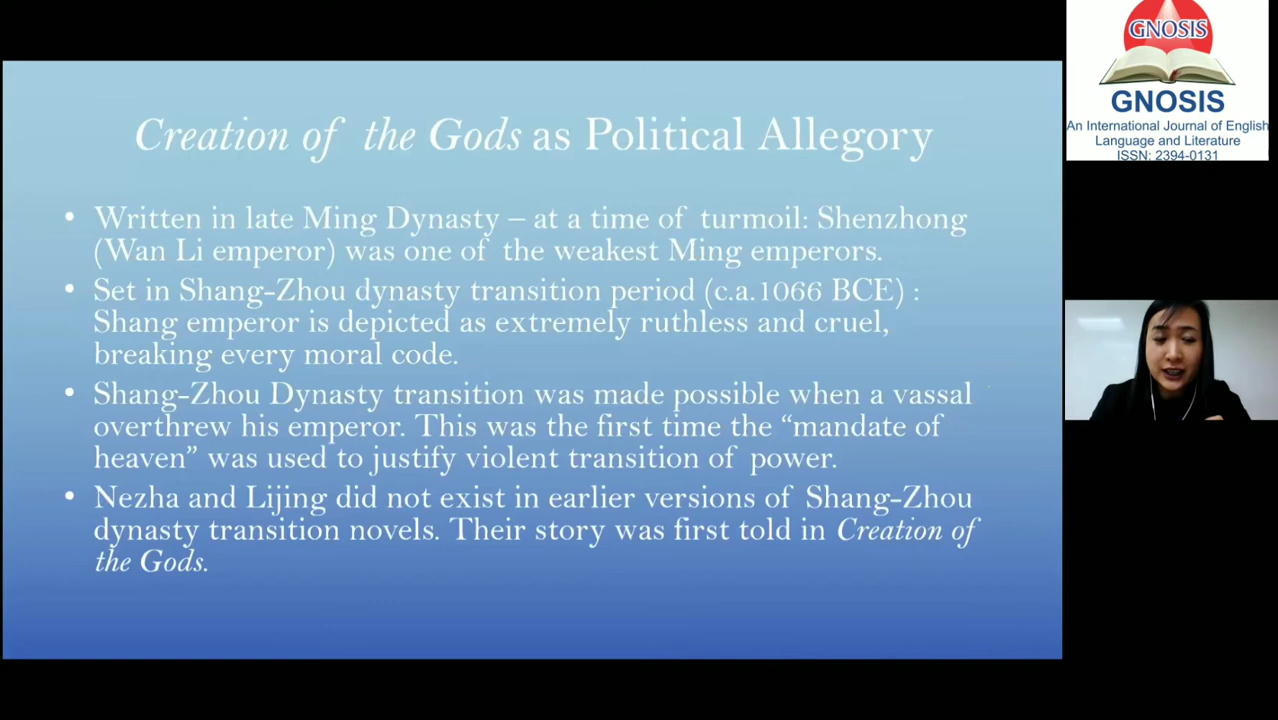 Creation of the Gods as Political Allegory
• Written in late Ming Dynasty – at a time of turmoil: Shenzhong
(Wan Li emperor) was one of the weakest Ming emperors.
• Set in Shang-Zhou dynasty transition period (c.a.1066 BCE) :
Shang emperor is depicted as extremely ruthless and cruel,
breaking every moral code.
• Shang-Zhou Dynasty transition was made possible when a vassal
overthrew his emperor. This was the first time the “mandate of
heaven” was used to justify violent transition of power.
• Nezha and Lijing did not exist in earlier versions of Shang-Zhou
dynasty transition novels. Their story was first told in Creation of
the Gods.
GNOSIS
GNOSIS
An International Journal of English
Language and Literature
ISSN: 2394-0131